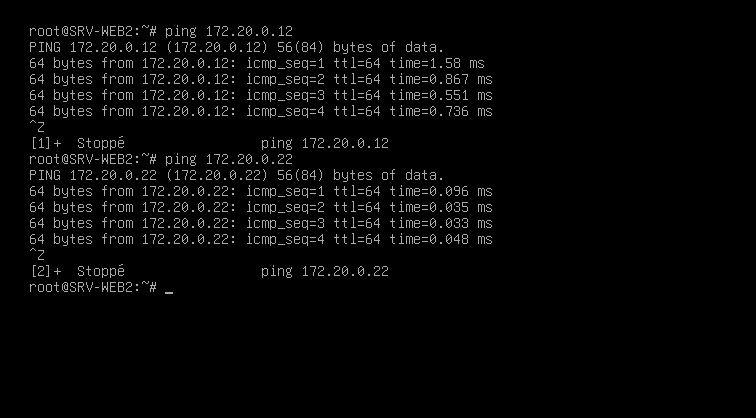 root@SRV-WEB2:~# ping 172.20.0.12
PING 172.20.0.12 (172.20.0.12) 56(84) bytes of data.
64 bytes from 172.20.0.12: icmp_seq=1 ttl=64 time=1.58 ms
64 bytes from 172.20.0.12: icmp_seq=2 ttl=64 time=0.867 ms
64 bytes from 172.20.0.12: icmp_seq=3 ttl=64 time=0.551 ms
64 bytes from 172.20.0.12: icmp_seq=4 ttl=64 time=0.736 ms
^Z
[1]+  Stoppé                 ping 172.20.0.12
root@SRV-WEB2:~# ping 172.20.0.22
PING 172.20.0.22 (172.20.0.22) 56(84) bytes of data.
64 bytes from 172.20.0.22: icmp_seq=1 ttl=64 time=0.096 ms
64 bytes from 172.20.0.22: icmp_seq=2 ttl=64 time=0.035 ms
64 bytes from 172.20.0.22: icmp_seq=3 ttl=64 time=0.033 ms
64 bytes from 172.20.0.22: icmp_seq=4 ttl=64 time=0.048 ms
^Z
[2]+  Stoppé                 ping 172.20.0.22
root@SRV-WEB2:~# _